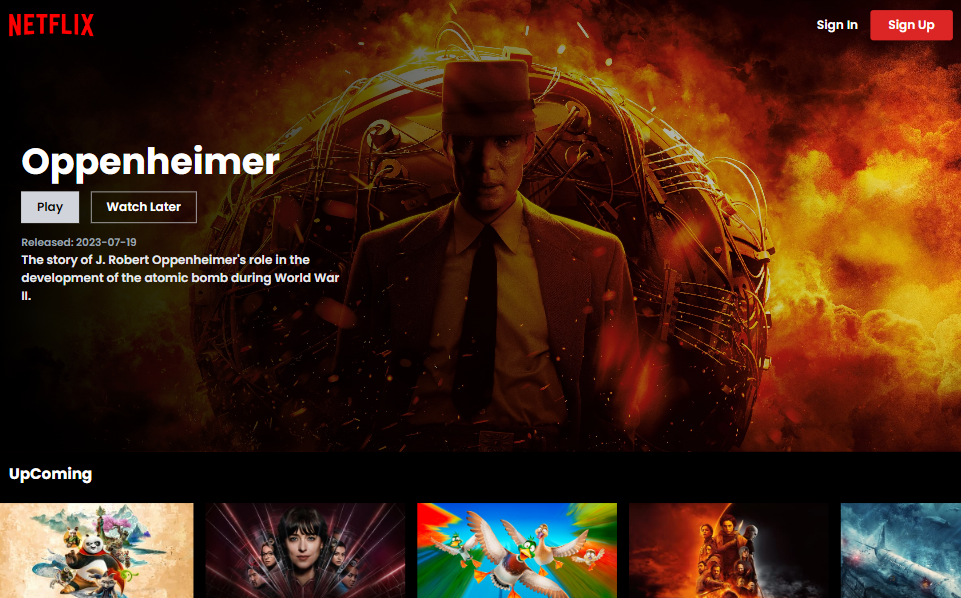 NETFLIX
Sign In
Sign Up
Oppenheimer
Play
Watch Later
Released: 2023-07-19
The story of J. Robert Oppenheimer's role in the
development of the atomic bomb during World War
II.
UpComing